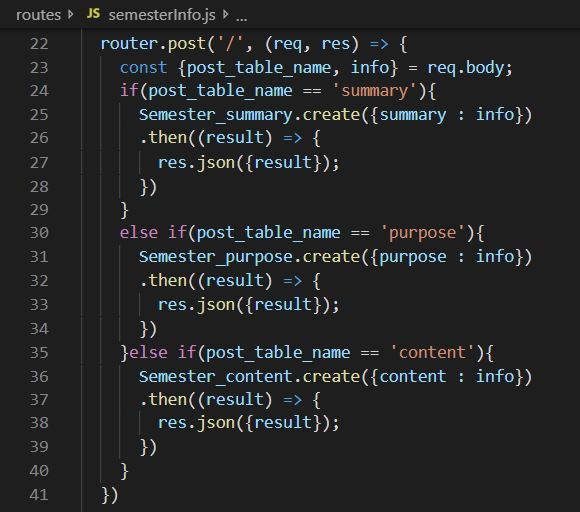 routes > JS semesterInfo.js > ...
22 router.post('/', (req, res) => {
23 const {post_table_name, info} = req.body;
24 if(post_table_name == 'summary'){
25 Semester_summary.create({summary : info})
26 .then((result) => {
27 res.json({result});
28 })
29 }
30 else if(post_table_name == 'purpose'){
31 Semester_purpose.create({purpose : info})
32 .then((result) => {
33 res.json({result});
34 })
35 }else if(post_table_name == 'content'){
36 Semester_content.create({content : info})
37 .then((result) => {
38 res.json({result});
39 })
40 }
41 })